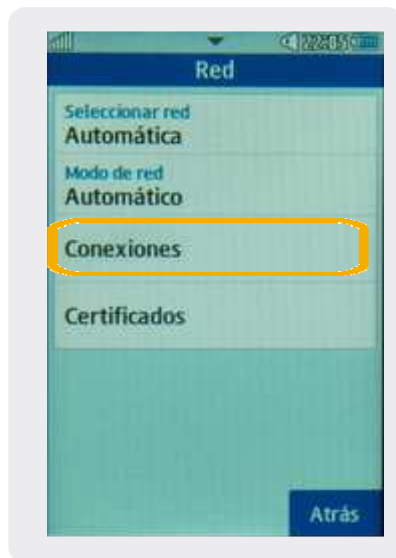 22:05
Red
Seleccionar red
Automática
Modo de red
Automático
Conexiones
Certificados
Atrás